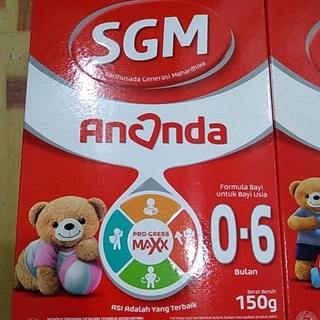 SGM
Sarihusada Generasi Mahardhika
Ananda
Formula Bayi
untuk Bayi Usia
0-6
Bulan
PRO-GRESS
MAXX
Berat Bersih
150g
ASI Adalah Yang Terbaik